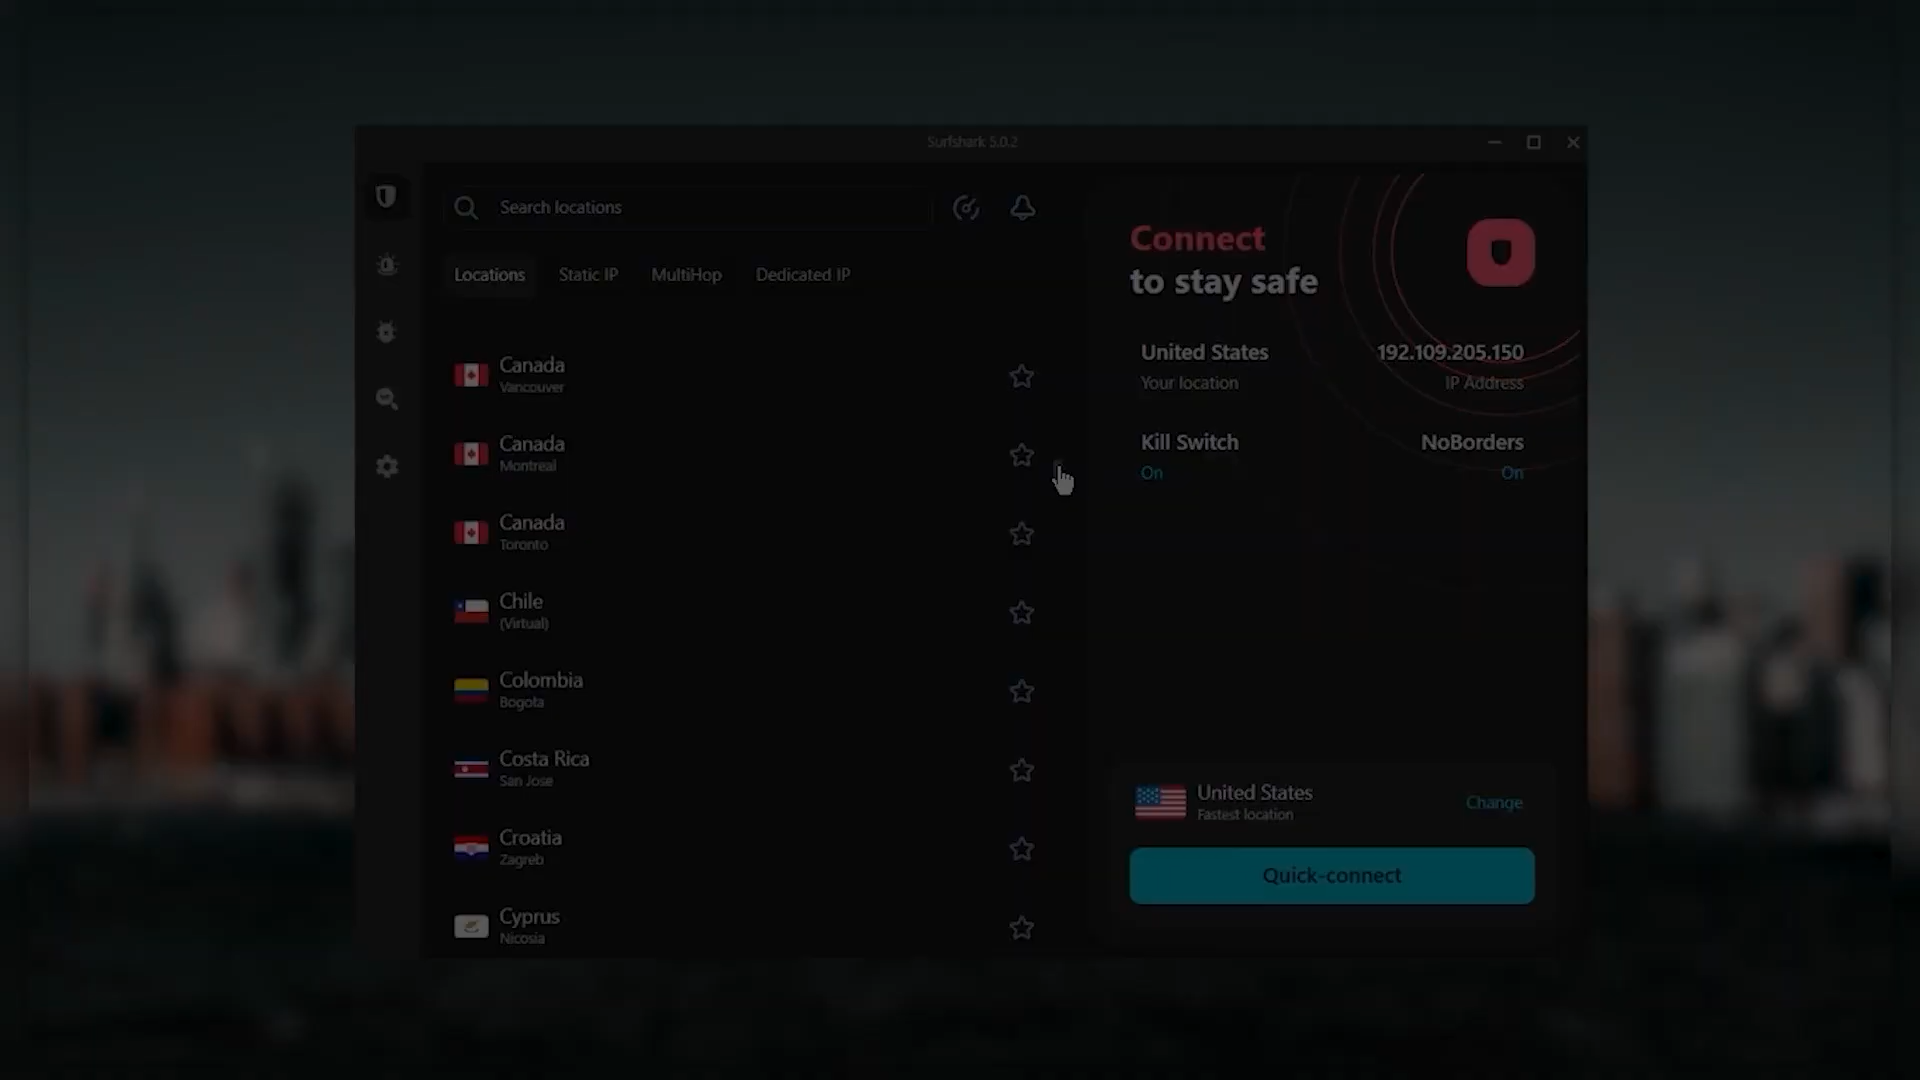 Surfshark 5.0.2
Search locations
Locations
Static IP
MultiHop
Dedicated IP
Canada
Vancouver
Canada
Montreal
Canada
Toronto
Chile
(Virtual)
Colombia
Bogota
Costa Rica
San Jose
Croatia
Zagreb
Cyprus
Nicosia
Connect
to stay safe
United States
192.109.205.150
Your location
IP Address
Kill Switch
NoBorders
On
On
United States
Fastest location
Change
Quick-connect